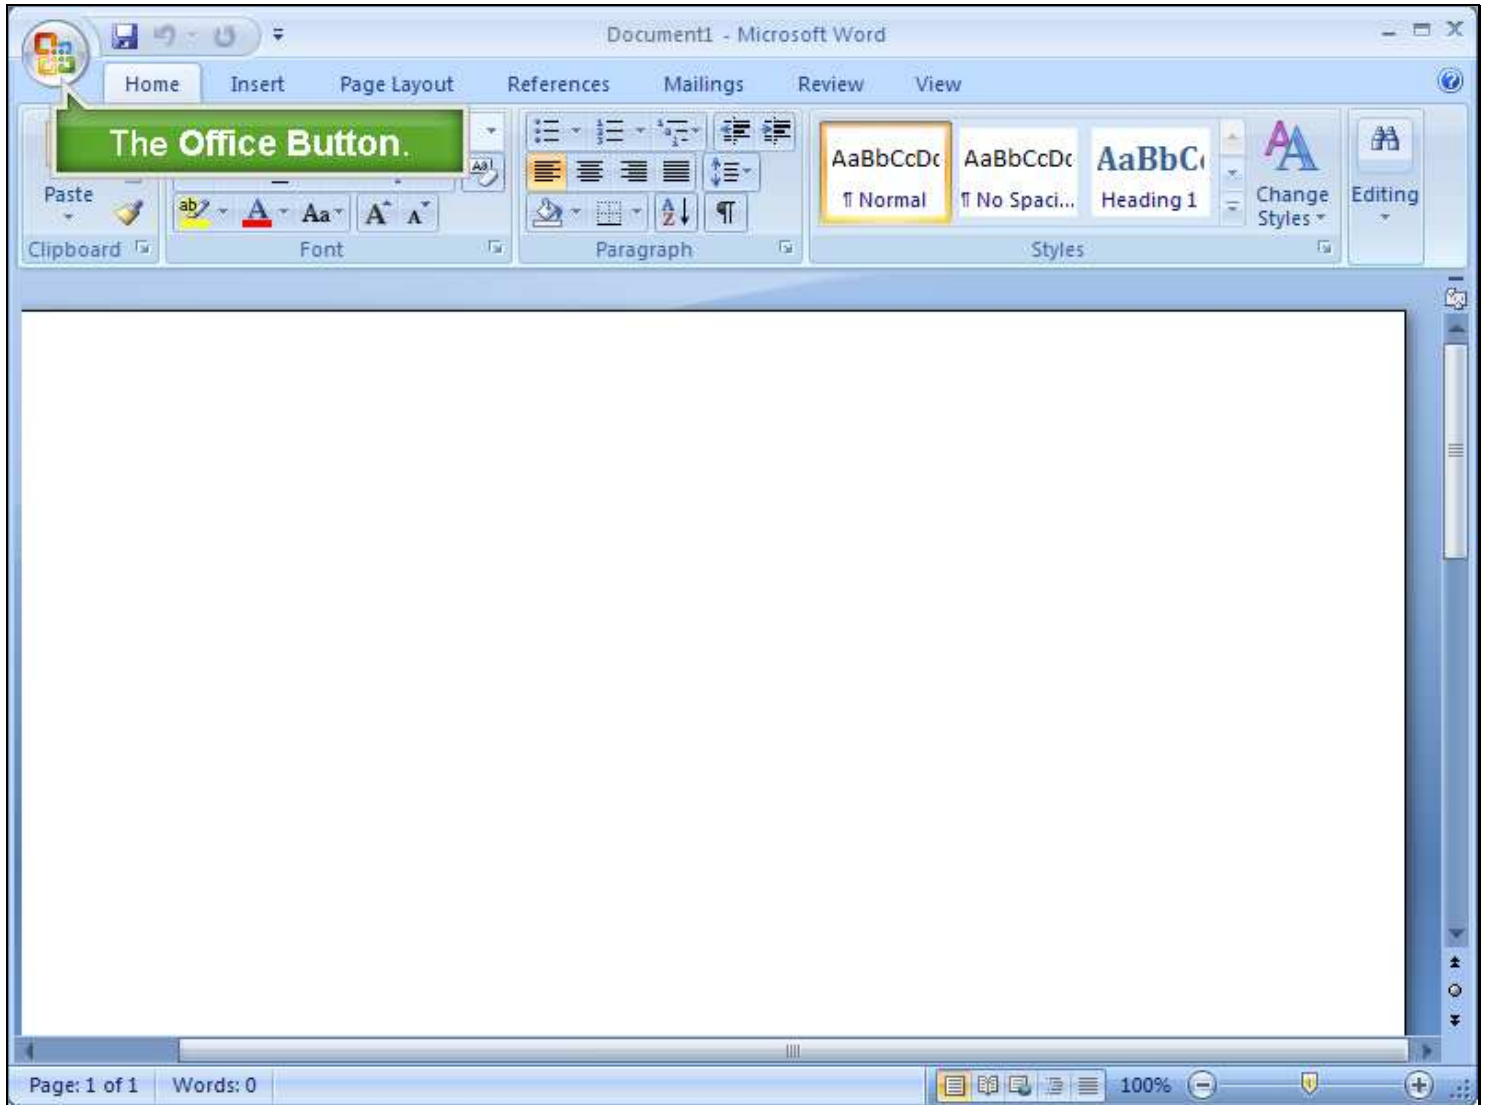 Document1 - Microsoft Word
Home Insert Page Layout References Mailings Review View
The Office Button.
AaBbCcDc AaBbCcDc AaBbC
Paste ¶ Normal ¶ No Spaci... Heading 1 Change Styles Editing
Clipboard Font Paragraph Styles
Page: 1 of 1 Words: 0 100%